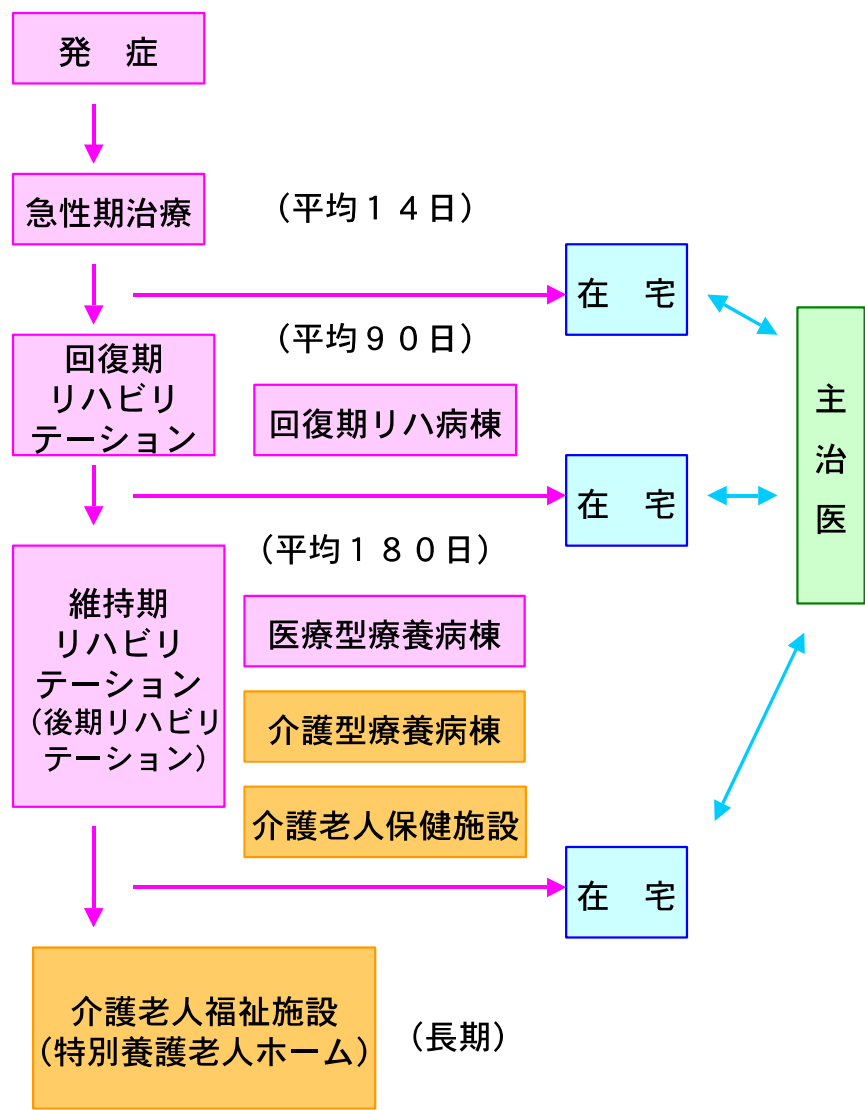 発　症
急性期治療
（平均１４日）
在　宅
（平均９０日）
回復期
リハビリ
テーション
回復期リハ病棟
在　宅
主
治
医
（平均１８０日）
維持期
リハビリ
テーション
（後期リハビリ
テーション）
医療型療養病棟
介護型療養病棟
介護老人保健施設
在　宅
介護老人福祉施設
（特別養護老人ホーム）
（長期）